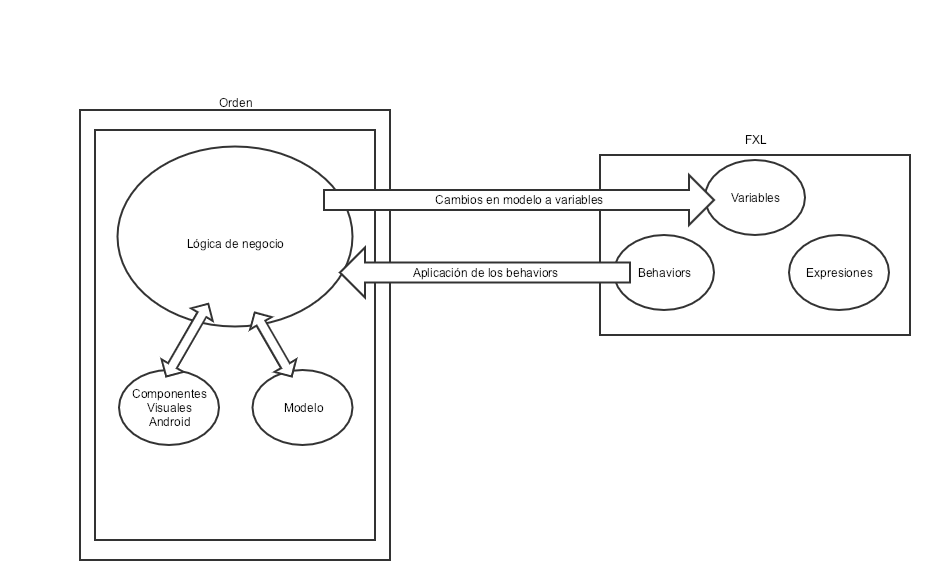 Orden
FXL
Cambios en modelo a variables
Variables
Lógica de negocio
Aplicación de los behaviors
Behaviors
Expresiones
Componentes
Visuales
Android
Modelo